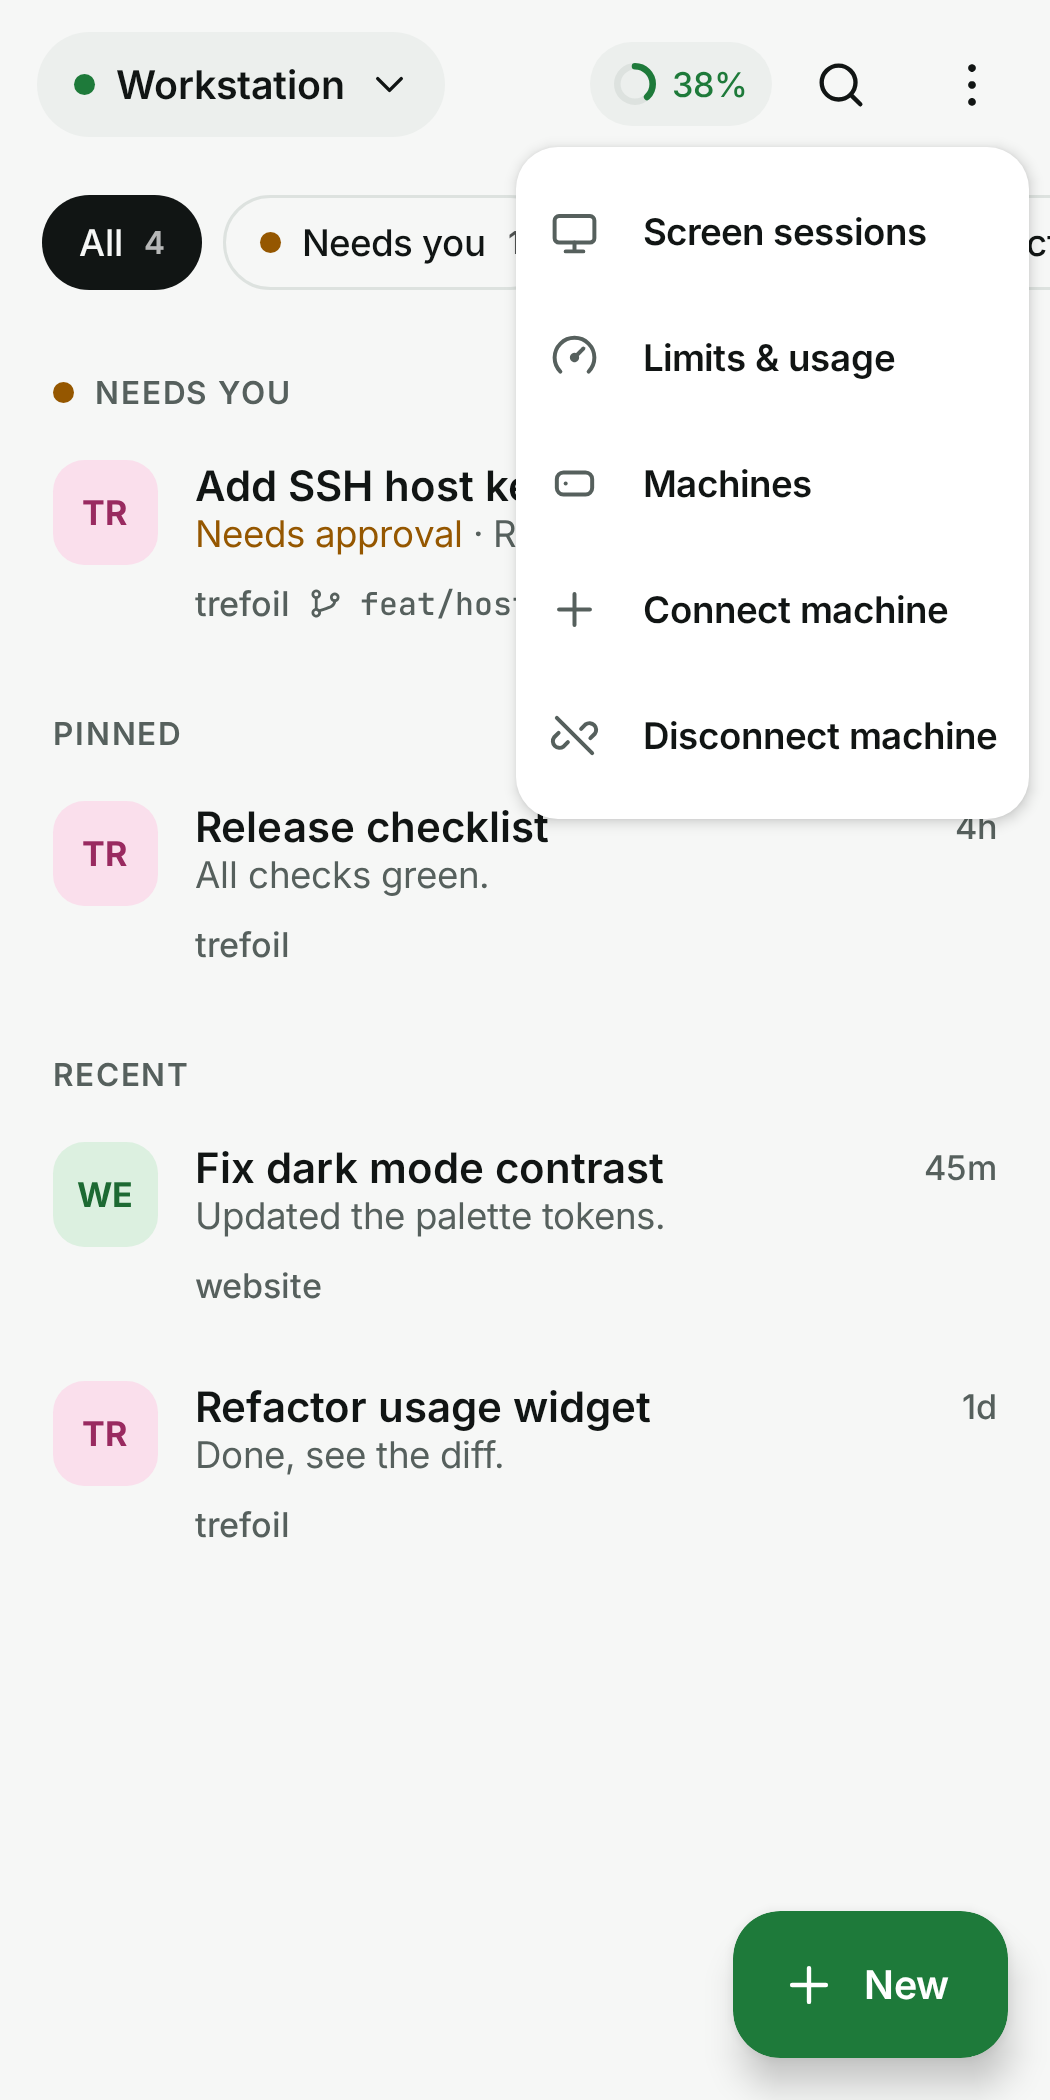 Workstation
38%
All 4
Needs you
Screen sessions
Limits & usage
Machines
Connect machine
Disconnect machine
NEEDS YOU
TR
Add SSH host
Needs approval · R
trefoil
PINNED
TR
Release checklist
4h
All checks green.
trefoil
RECENT
WE
Fix dark mode contrast
45m
Updated the palette tokens.
website
TR
Refactor usage widget
1d
Done, see the diff.
trefoil
New